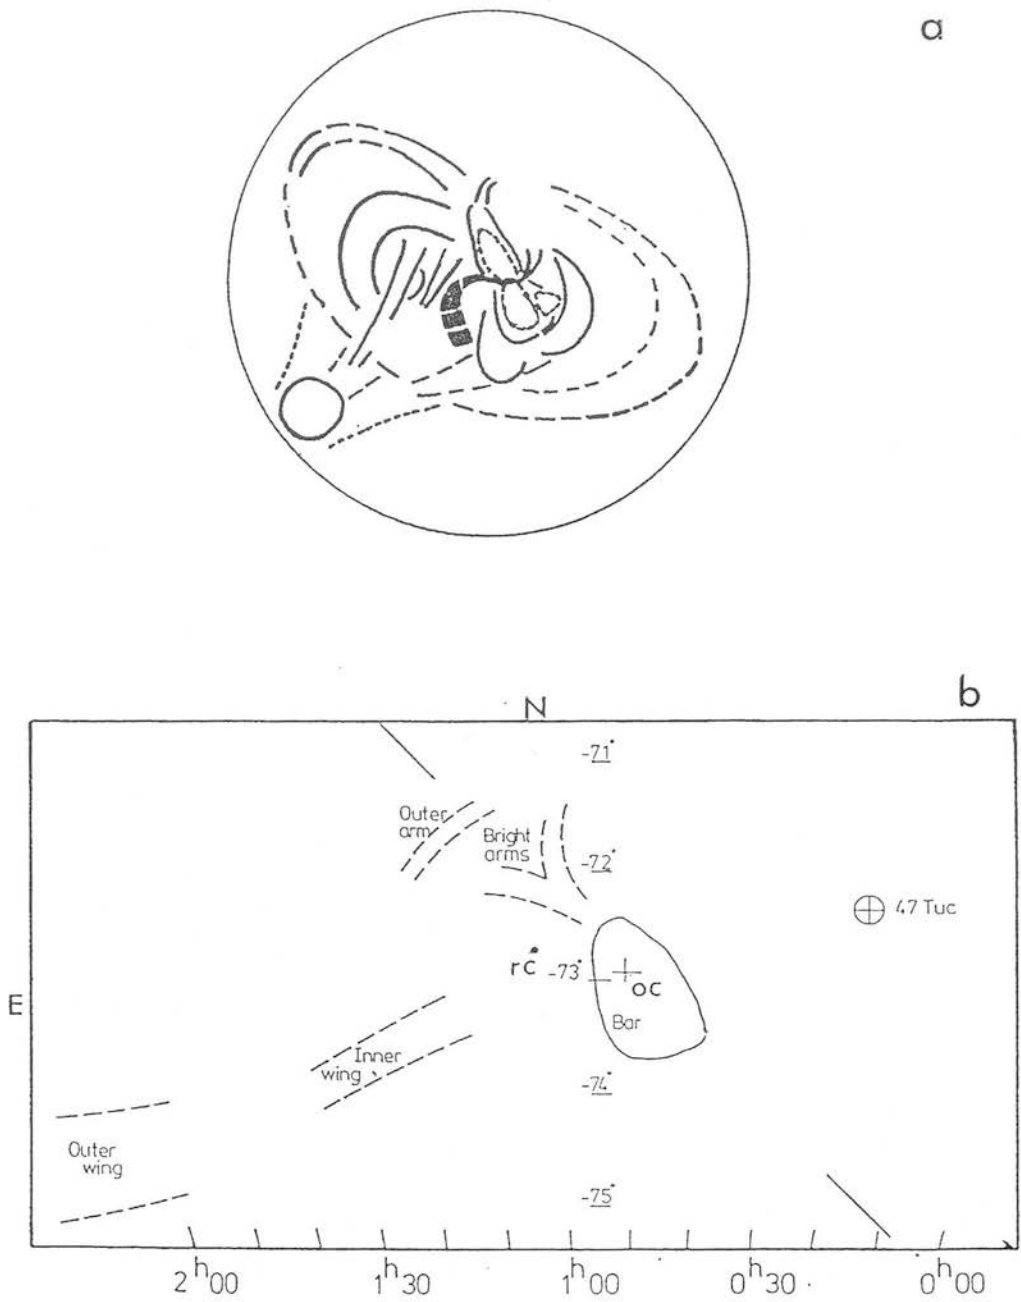 a
b
N
-71°
Outer
arm
Bright
arms
-72°
47 Tuc
rc
-73°
oc
E
Bar
Inner
wing
-74°
Outer
wing
-75°
2h00 1h30 1h00 0h30 0h00